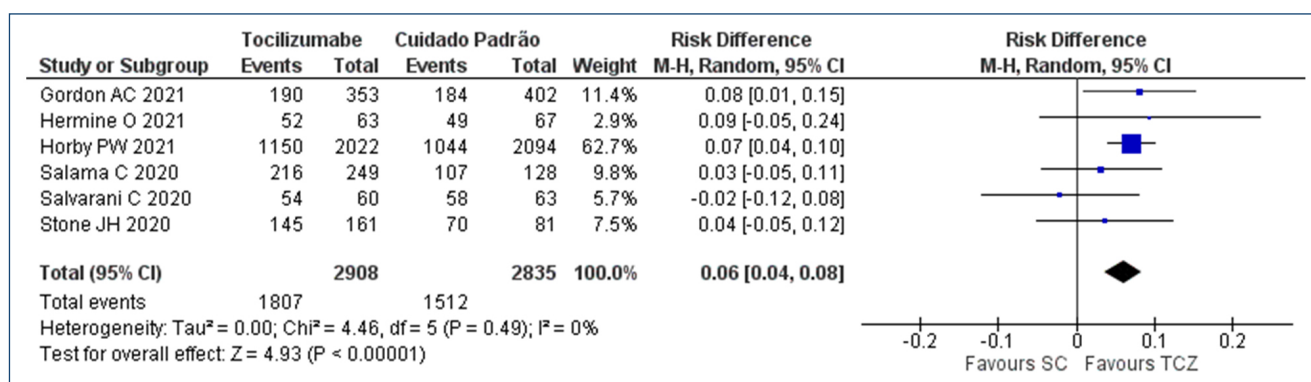 Tocilizumabe Cuidado Padrão Risk Difference Risk Difference
Study or Subgroup Events Total Events Total Weight M-H, Random, 95% CI M-H, Random, 95% CI
Gordon AC 2021 190 353 184 402 11.4% 0.08 [0.01, 0.15]
Hermine O 2021 52 63 49 67 2.9% 0.09 [-0.05, 0.24]
Horby PW 2021 1150 2022 1044 2094 62.7% 0.07 [0.04, 0.10]
Salama C 2020 216 249 107 128 9.8% 0.03 [-0.05, 0.11]
Salvarani C 2020 54 60 58 63 5.7% -0.02 [-0.12, 0.08]
Stone JH 2020 145 161 70 81 7.5% 0.04 [-0.05, 0.12]
Total (95% CI) 2908 2835 100.0% 0.06 [0.04, 0.08]
Total events 1807 1512
Heterogeneity: Tau² = 0.00; Chi² = 4.46, df = 5 (P = 0.49); I² = 0%
Test for overall effect: Z = 4.93 (P < 0.00001)
-0.2 -0.1 0 0.1 0.2
Favours SC Favours TCZ